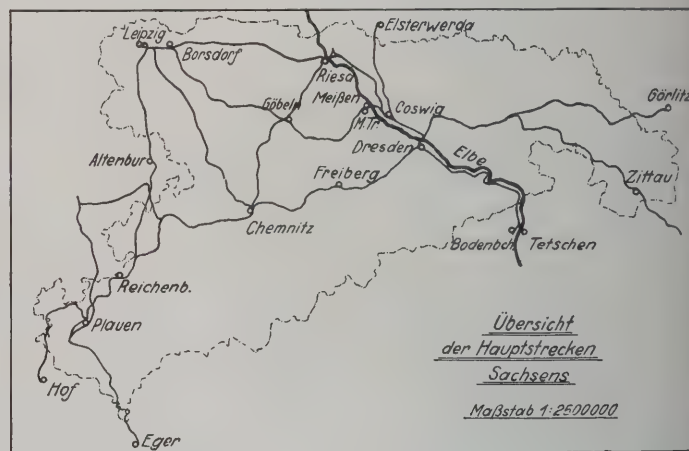 Elsterwerda
Leipzig
Borsdorf
Riesa
Görlitz
Meißen
Göbeln
M.Tr.
Coswig
Dresden
Elbe
Altenbur
Freiberg
Zittau
Chemnitz
Bodenbch.
Tetschen
Reichenb.
Plauen
Hof
Eger
Übersicht
der Hauptstrecken
Sachsens
Maßstab 1:2500000